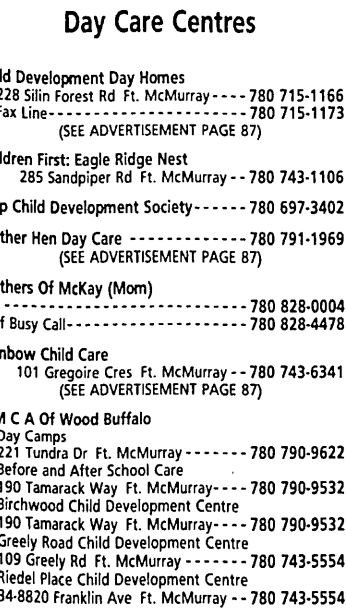 Day Care Centres
ld Development Day Homes
228 Silin Forest Rd Ft. McMurray - - - - 780 715-1166
Fax Line - - - - - - - - - - - - - - - - - - - - - - 780 715-1173
(SEE ADVERTISEMENT PAGE 87)
ldren First: Eagle Ridge Nest
285 Sandpiper Rd Ft. McMurray - - 780 743-1106
p Child Development Society - - - - - - 780 697-3402
ther Hen Day Care - - - - - - - - - - - - - 780 791-1969
(SEE ADVERTISEMENT PAGE 87)
thers Of McKay (Mom)
- - - - - - - - - - - - - - - - - - - - - - - - - - - 780 828-0004
f Busy Call - - - - - - - - - - - - - - - - - - - - 780 828-4478
nbow Child Care
101 Gregoire Cres Ft. McMurray - - 780 743-6341
(SEE ADVERTISEMENT PAGE 87)
M C A Of Wood Buffalo
Day Camps
221 Tundra Dr Ft. McMurray - - - - - - - 780 790-9622
Before and After School Care
190 Tamarack Way Ft. McMurray - - - - 780 790-9532
Birchwood Child Development Centre
190 Tamarack Way Ft. McMurray - - - - 780 790-9532
Greely Road Child Development Centre
109 Greely Rd Ft. McMurray - - - - - - - 780 743-5554
Riedel Place Child Development Centre
84-8820 Franklin Ave Ft. McMurray - - 780 743-5554